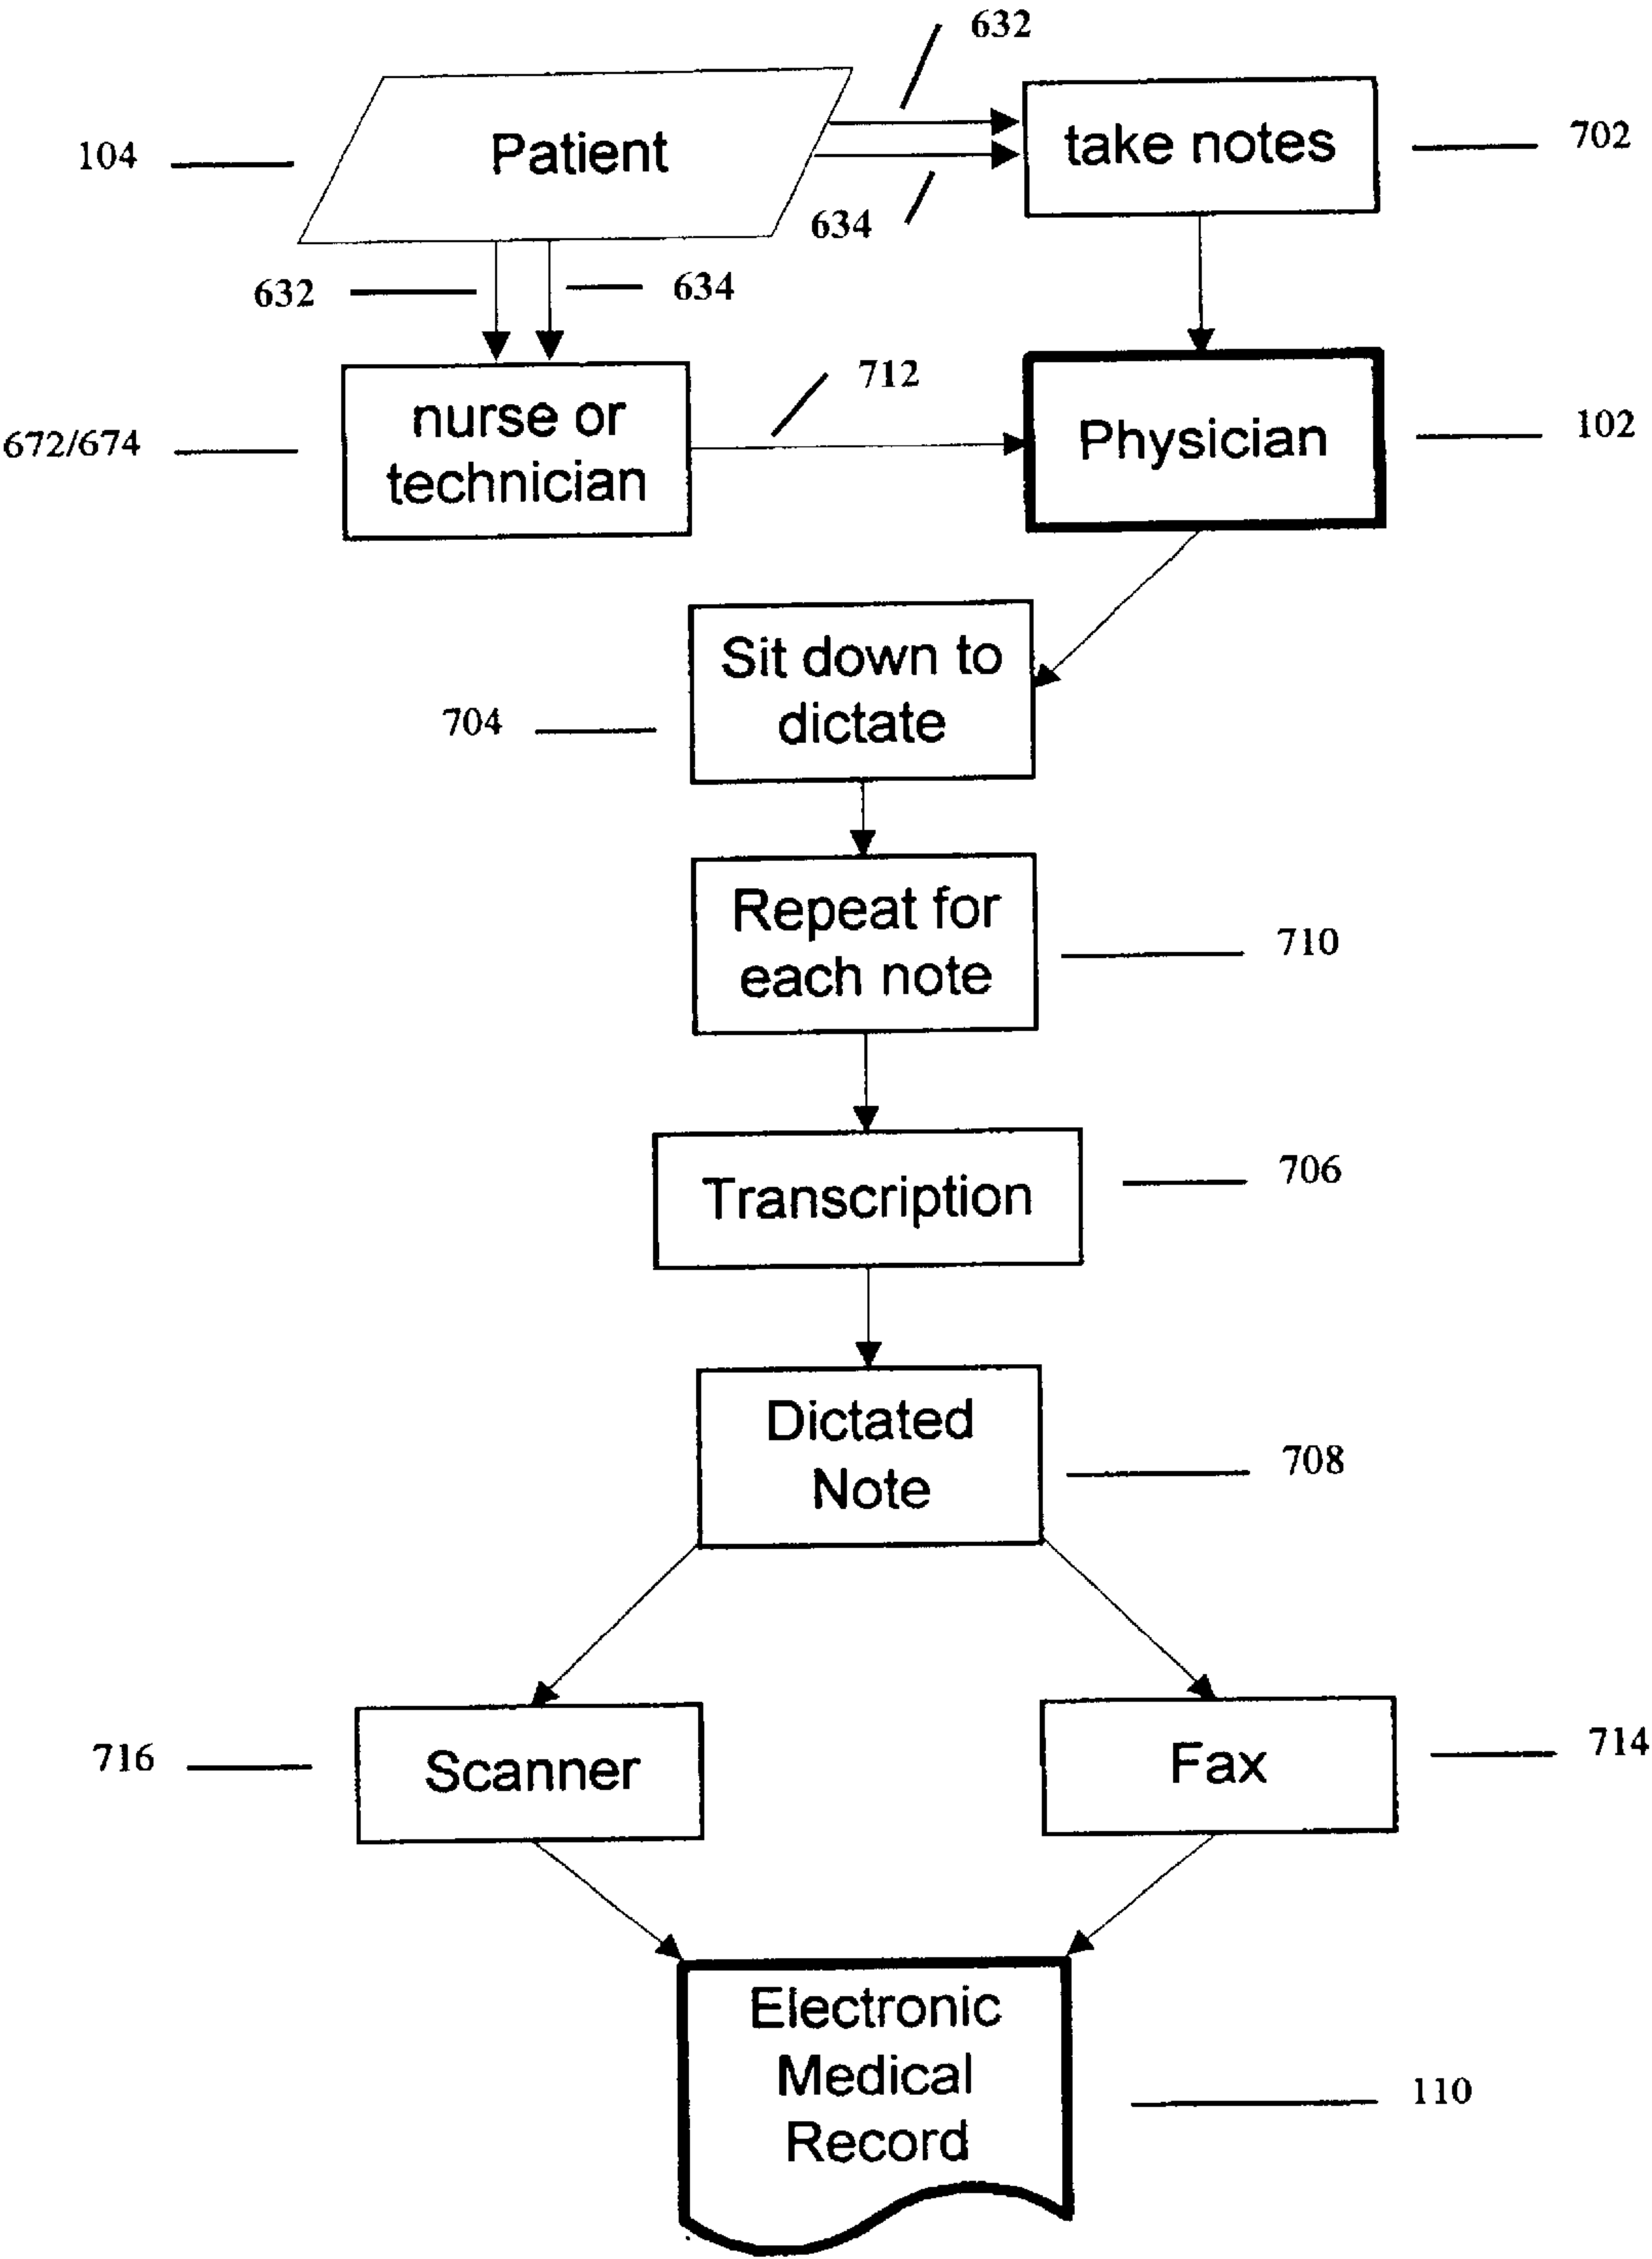 632
104
Patient
take notes
702
634
632
634
712
672/674
nurse or
technician
Physician
102
Sit down to
dictate
704
Repeat for
each note
710
Transcription
706
Dictated
Note
708
716
Scanner
Fax
714
Electronic
Medical
Record
110